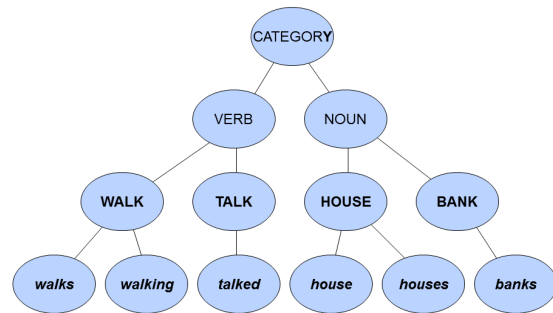 CATEGORY
VERB NOUN
WALK TALK HOUSE BANK
walks walking talked house houses banks